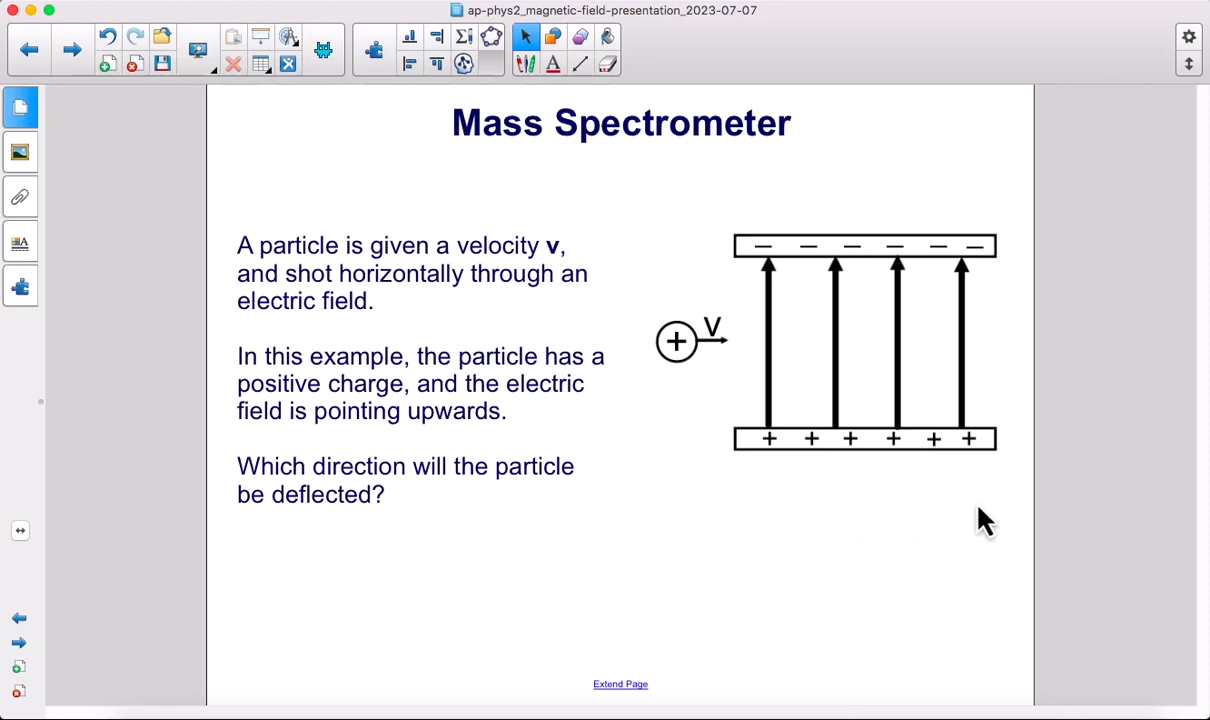 ap-phys2_magnetic-field-presentation_2023-07-07
Mass Spectrometer
A particle is given a velocity v,
and shot horizontally through an
electric field.
In this example, the particle has a
positive charge, and the electric
field is pointing upwards.
Which direction will the particle
be deflected?
− − − − − −
V
+
+ + + + + +
Extend Page